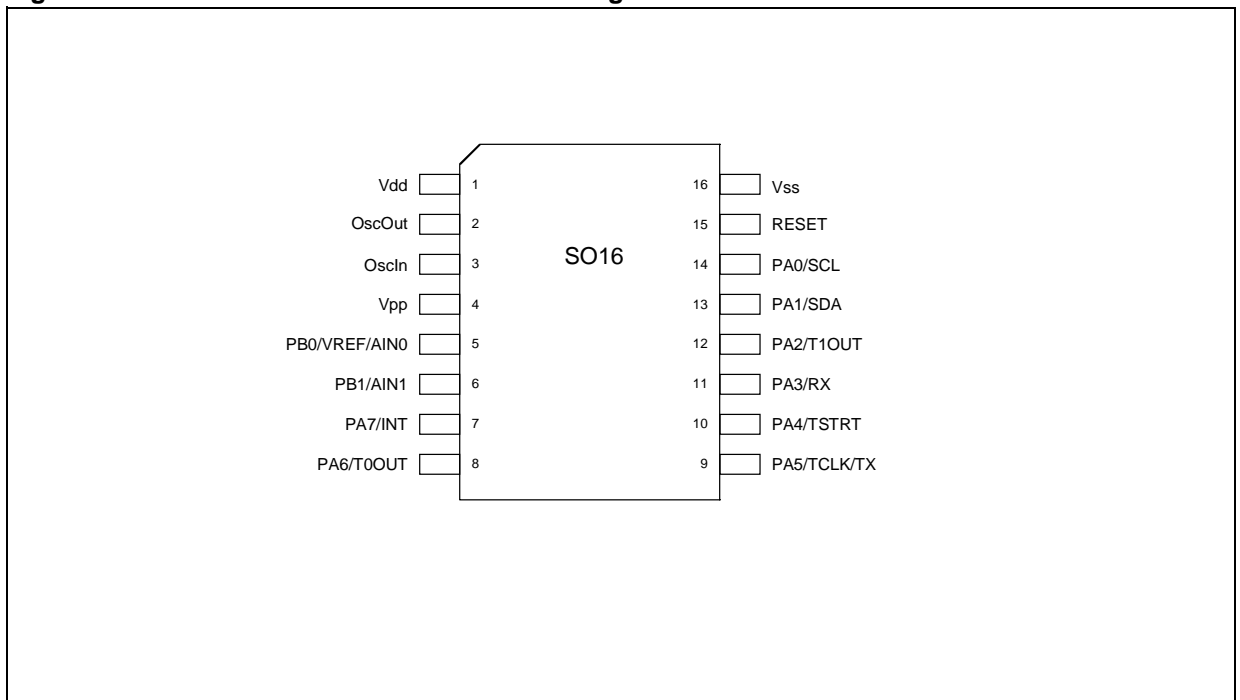 Vdd 1 16 Vss
OscOut 2 15 RESET
SO16
OscIn 3 14 PA0/SCL
Vpp 4 13 PA1/SDA
PB0/VREF/AIN0 5 12 PA2/T1OUT
PB1/AIN1 6 11 PA3/RX
PA7/INT 7 10 PA4/TSTRT
PA6/T0OUT 8 9 PA5/TCLK/TX